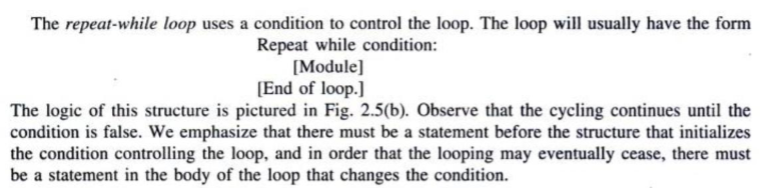 The repeat-while loop uses a condition to control the loop. The loop will usually have the form
Repeat while condition:
[Module]
[End of loop.]
The logic of this structure is pictured in Fig. 2.5(b). Observe that the cycling continues until the
condition is false. We emphasize that there must be a statement before the structure that initializes
the condition controlling the loop, and in order that the looping may eventually cease, there must
be a statement in the body of the loop that changes the condition.